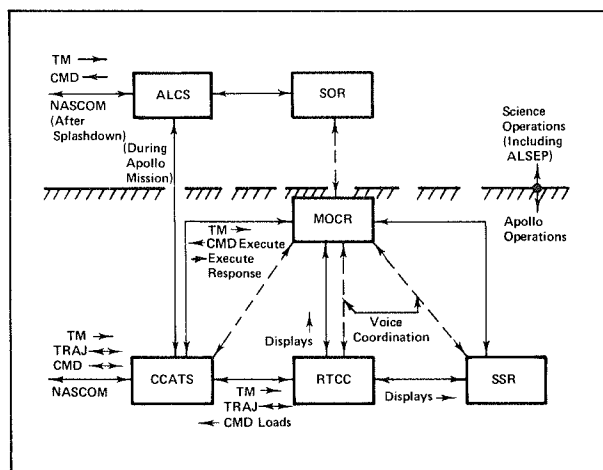 TM
CMD
NASCOM
(After
Splashdown)
ALCS
SOR
(During
Apollo
Mission)
Science
Operations
(Including
ALSEP)
Apollo
Operations
MOCR
TM
CMD Execute
Execute
Response
Displays
Voice
Coordination
TM
TRAJ
CMD
NASCOM
CCATS
RTCC
SSR
TM
TRAJ
CMD Loads
Displays